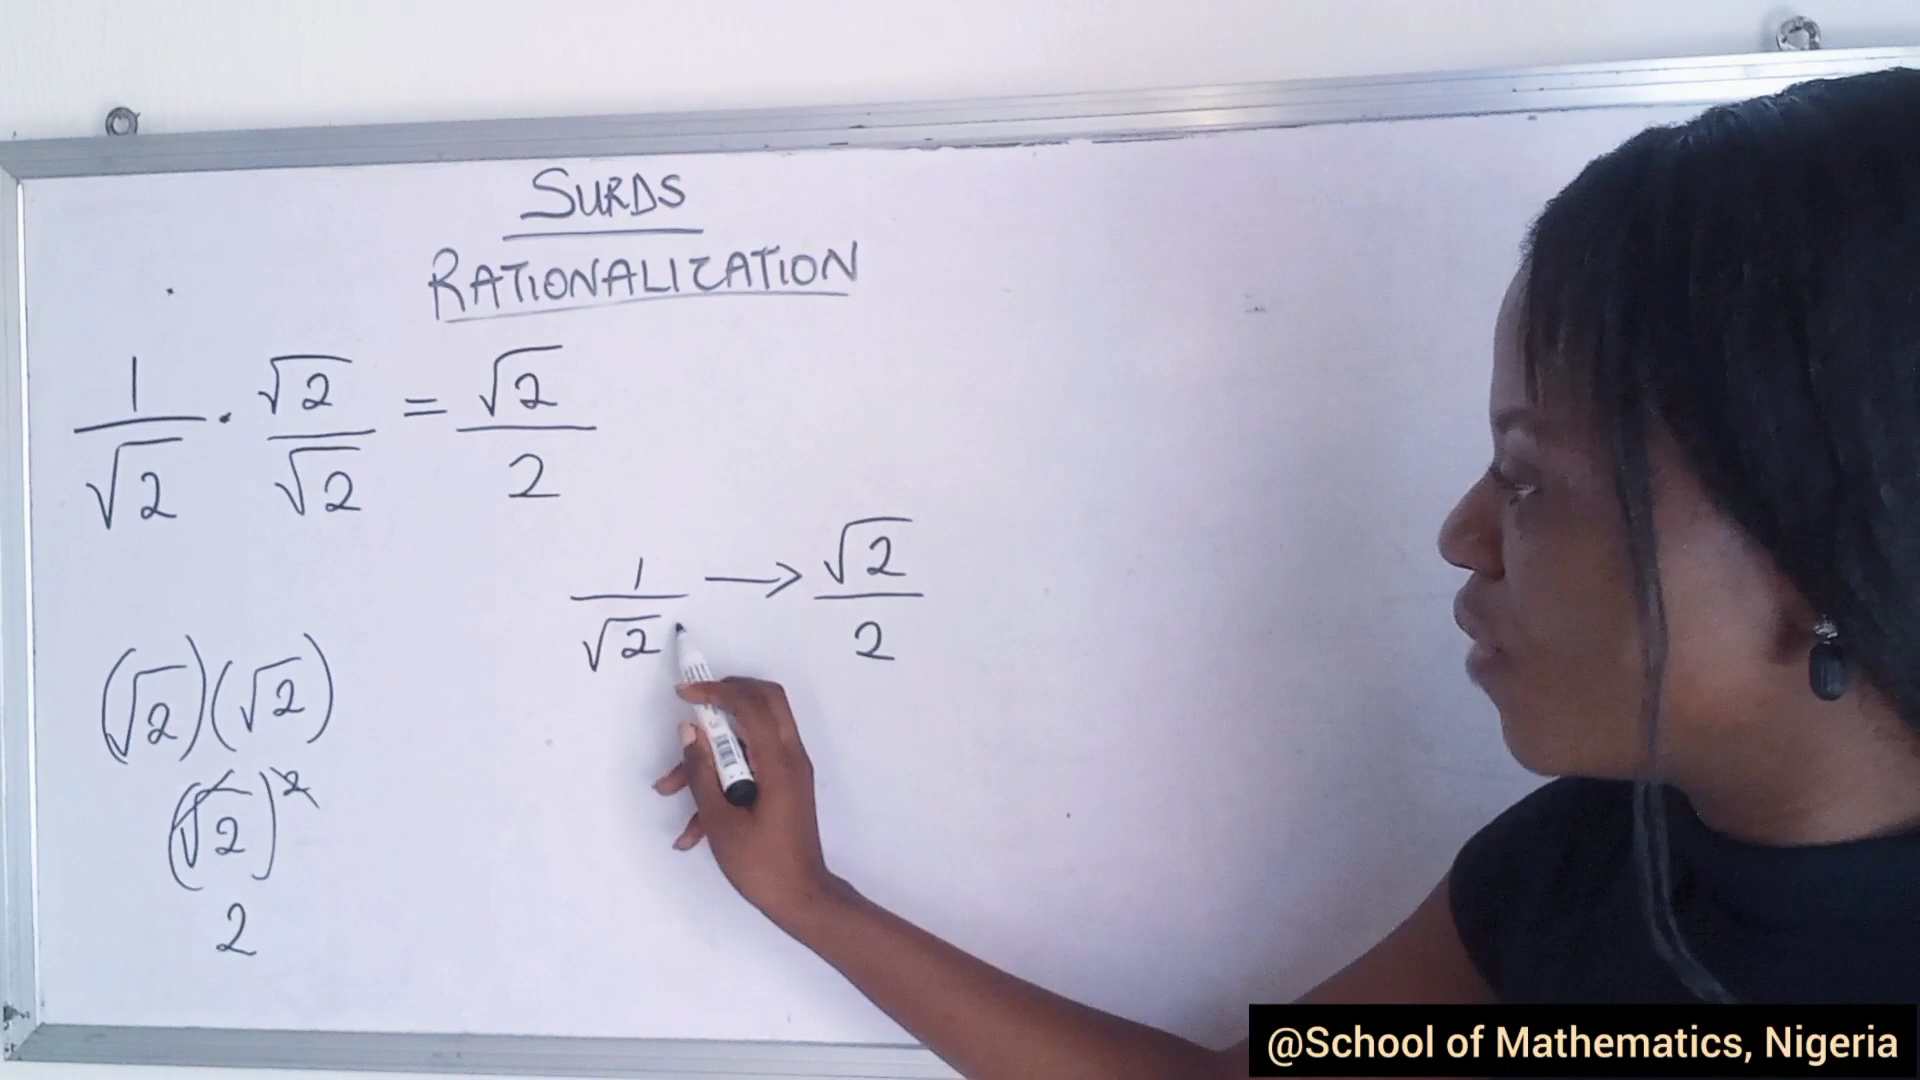 SURDS
RATIONALIZATION
1/√2 · √2/√2 = √2/2
1/√2 → √2/2
(√2)(√2)
(√2)²
2
@School of Mathematics, Nigeria